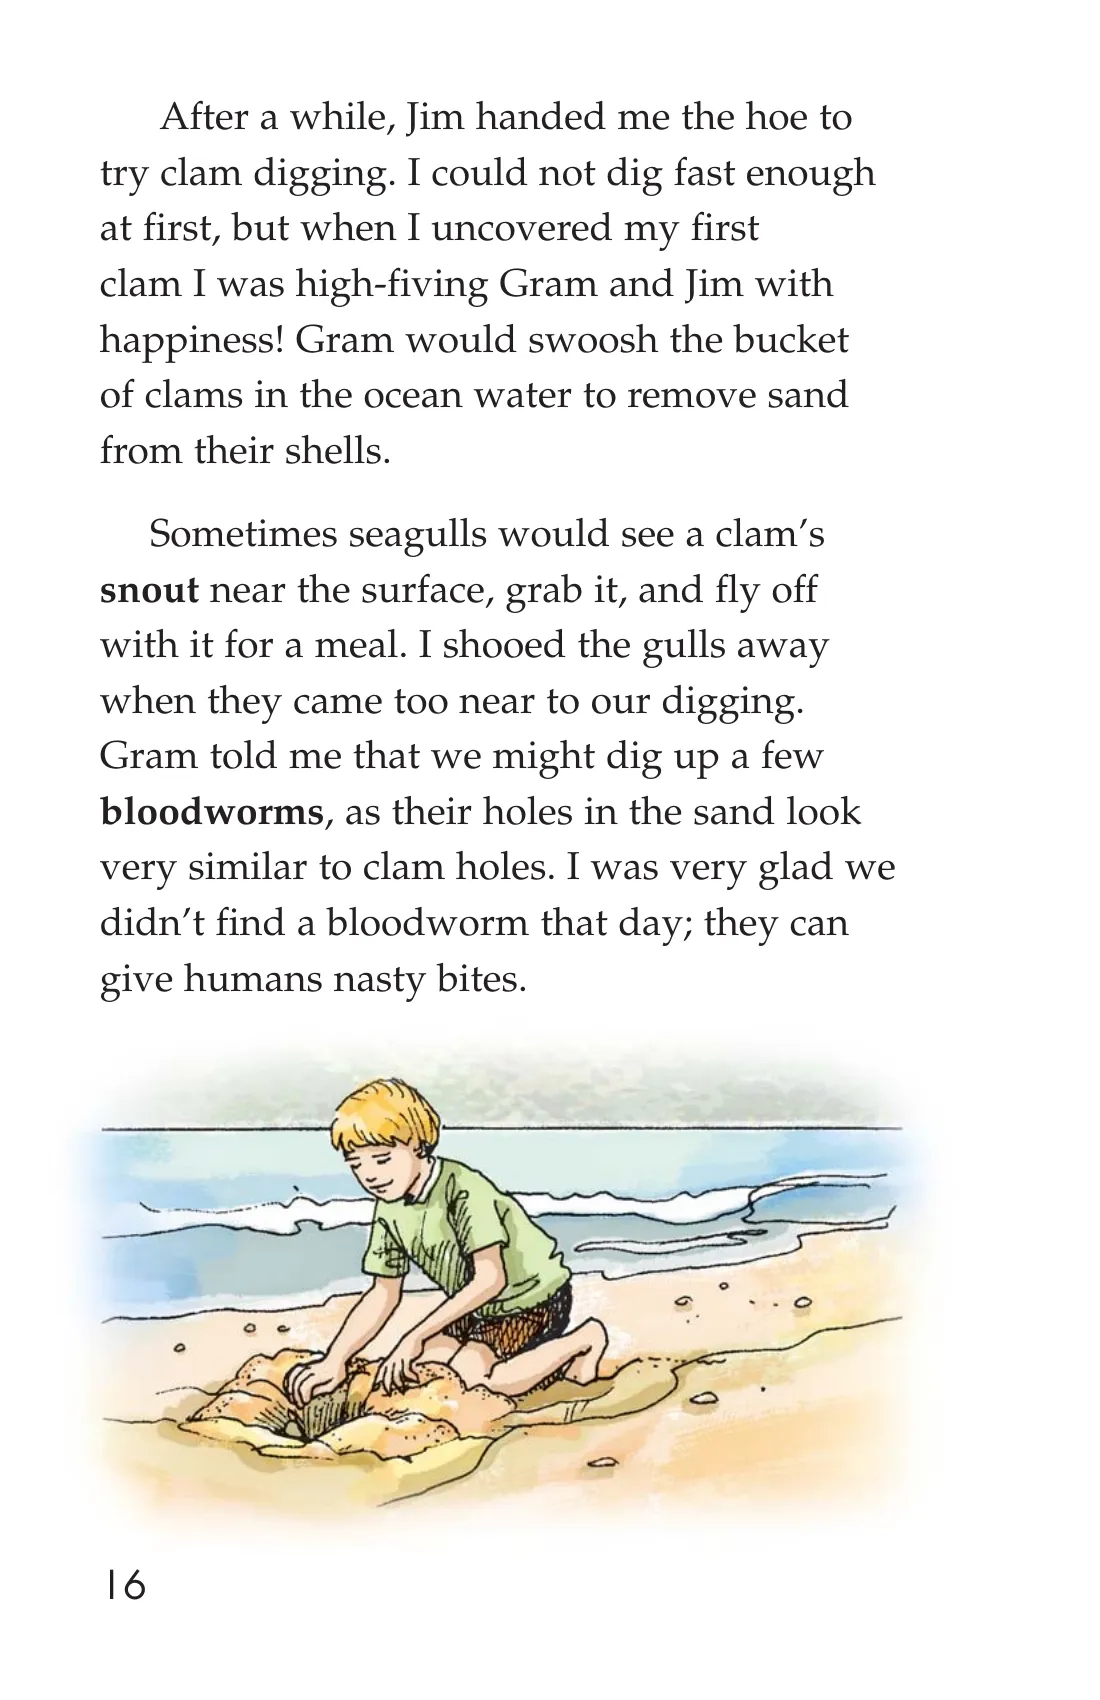 After a while, Jim handed me the hoe to
try clam digging. I could not dig fast enough
at first, but when I uncovered my first
clam I was high-fiving Gram and Jim with
happiness! Gram would swoosh the bucket
of clams in the ocean water to remove sand
from their shells.
Sometimes seagulls would see a clam’s
snout near the surface, grab it, and fly off
with it for a meal. I shooed the gulls away
when they came too near to our digging.
Gram told me that we might dig up a few
bloodworms, as their holes in the sand look
very similar to clam holes. I was very glad we
didn’t find a bloodworm that day; they can
give humans nasty bites.
16